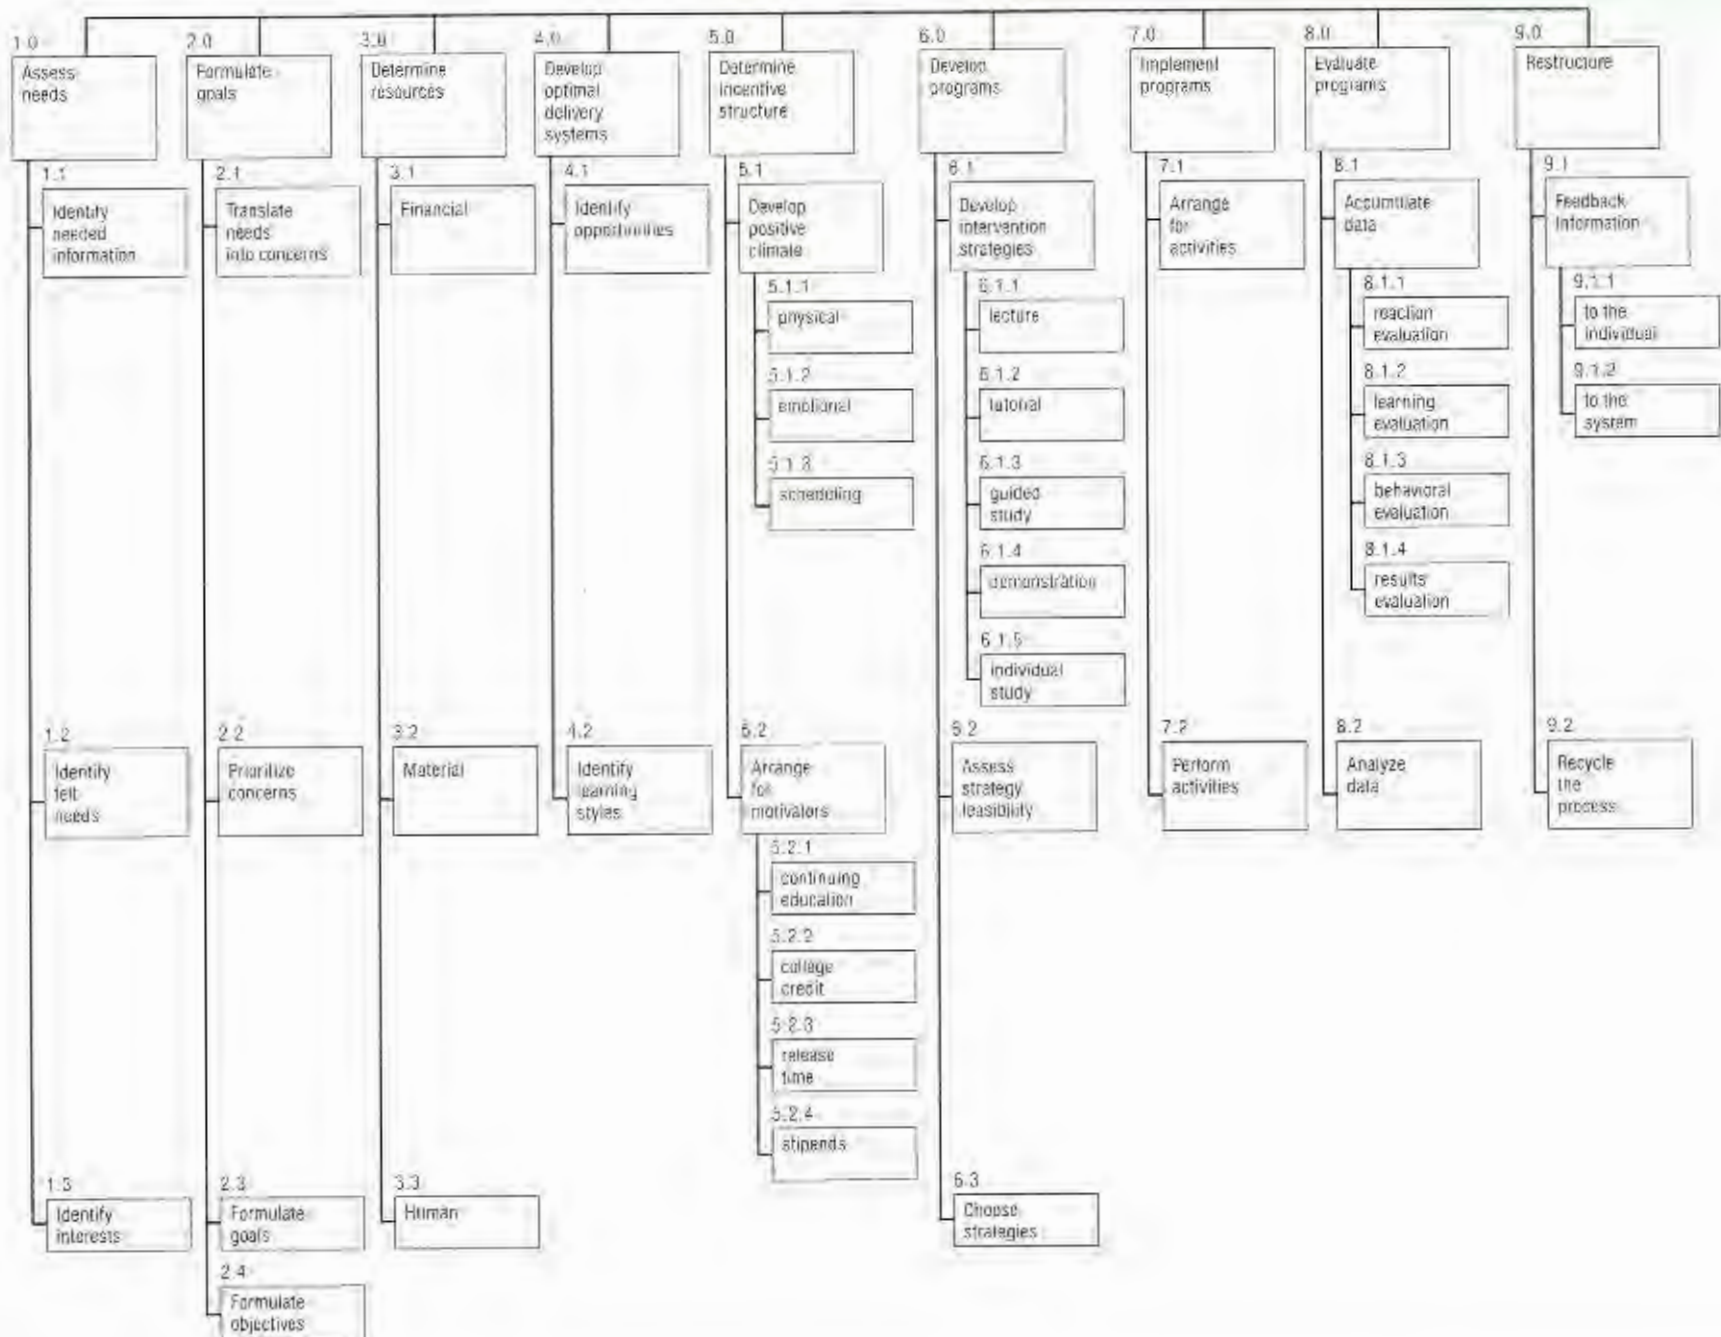 1.0
Assess
needs
1.1
Identify
needed
information
1.2
Identify
felt
needs
1.3
Identify
interests
2.0
Formulate
goals
2.1
Translate
needs
into concerns
2.2
Prioritize
concerns
2.3
Formulate
goals
2.4
Formulate
objectives
3.0
Determine
resources
3.1
Financial
3.2
Material
3.3
Human
4.0
Develop
optimal
delivery
systems
4.1
Identify
opportunities
4.2
Identify
learning
styles
5.0
Determine
incentive
structure
5.1
Develop
positive
climate
5.1.1
physical
5.1.2
emotional
5.1.3
scheduling
5.2
Arrange
for
motivators
5.2.1
continuing
education
5.2.2
college
credit
5.2.3
release
time
5.2.4
stipends
6.0
Develop
programs
6.1
Develop
intervention
strategies
6.1.1
lecture
6.1.2
tutorial
6.1.3
guided
study
6.1.4
demonstration
6.1.5
individual
study
6.2
Assess
strategy
feasibility
6.3
Choose
strategies
7.0
Implement
programs
7.1
Arrange
for
activities
7.2
Perform
activities
8.0
Evaluate
programs
8.1
Accumulate
data
8.1.1
reaction
evaluation
8.1.2
learning
evaluation
8.1.3
behavioral
evaluation
8.1.4
results
evaluation
8.2
Analyze
data
9.0
Restructure
9.1
Feedback
Information
9.1.1
to the
individual
9.1.2
to the
system
9.2
Recycle
the
process